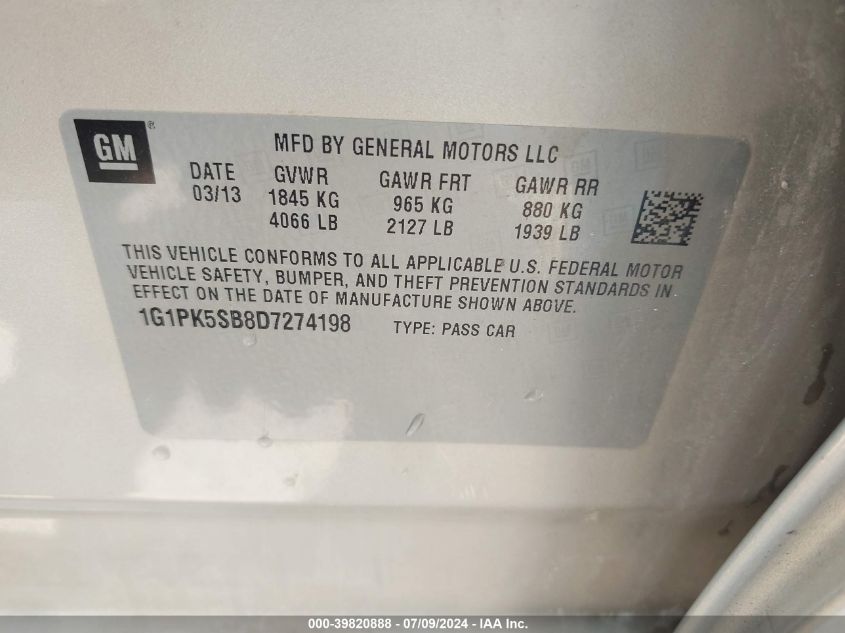 GM ®
MFD BY GENERAL MOTORS LLC
DATE GVWR GAWR FRT GAWR RR
03/13 1845 KG 965 KG 880 KG
4066 LB 2127 LB 1939 LB
THIS VEHICLE CONFORMS TO ALL APPLICABLE U.S. FEDERAL MOTOR
VEHICLE SAFETY, BUMPER, AND THEFT PREVENTION STANDARDS IN
EFFECT ON THE DATE OF MANUFACTURE SHOWN ABOVE.
1G1PK5SB8D7274198 TYPE: PASS CAR
000-39820888 - 07/09/2024 - IAA Inc.